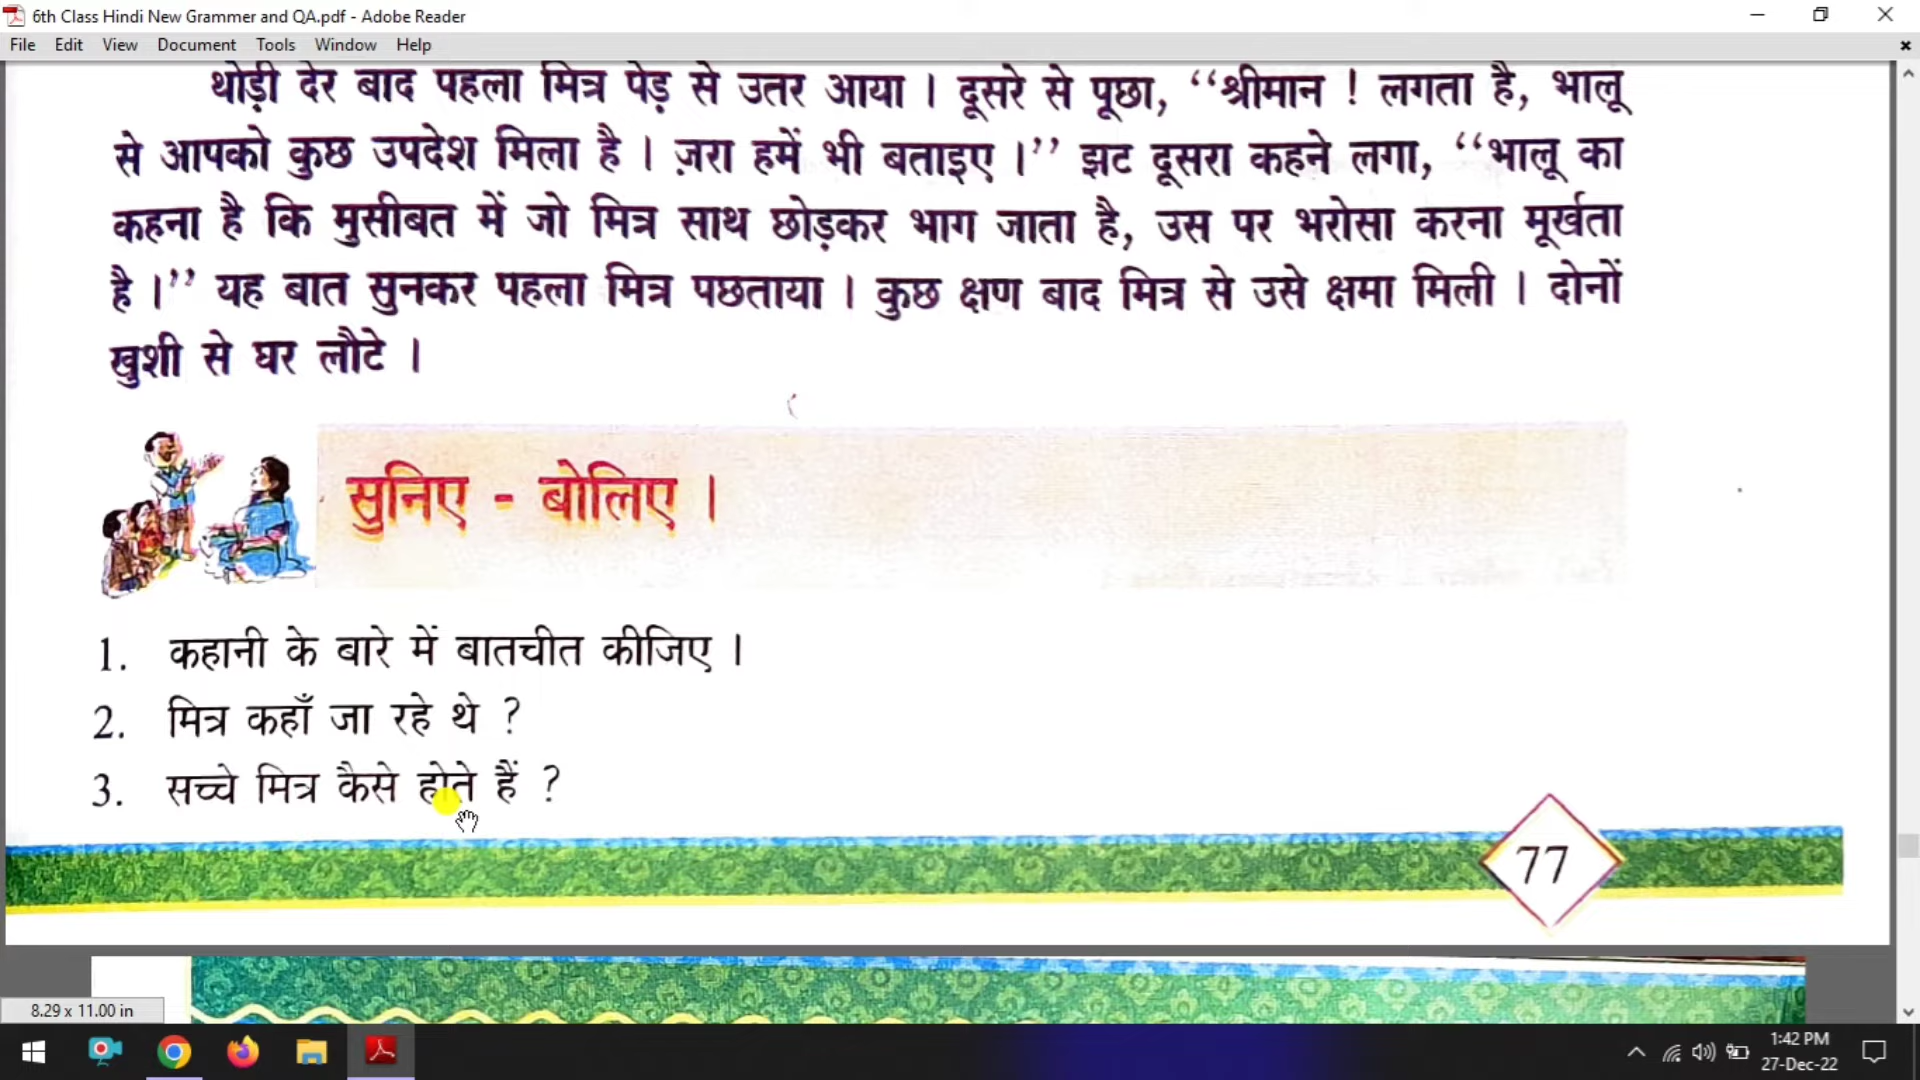 6th Class Hindi New Grammer and QA.pdf - Adobe Reader
File Edit View Document Tools Window Help
थोड़ी देर बाद पहला मित्र पेड़ से उतर आया । दूसरे से पूछा, ‘‘श्रीमान ! लगता है, भालू
से आपको कुछ उपदेश मिला है । ज़रा हमें भी बताइए ।’’ झट दूसरा कहने लगा, ‘‘भालू का
कहना है कि मुसीबत में जो मित्र साथ छोड़कर भाग जाता है, उस पर भरोसा करना मूर्खता
है ।’’ यह बात सुनकर पहला मित्र पछताया । कुछ क्षण बाद मित्र से उसे क्षमा मिली । दोनों
खुशी से घर लौटे ।
सुनिए - बोलिए ।
1. कहानी के बारे में बातचीत कीजिए ।
2. मित्र कहाँ जा रहे थे ?
3. सच्चे मित्र कैसे होते हैं ?
77
8.29 x 11.00 in
1:42 PM
27-Dec-22